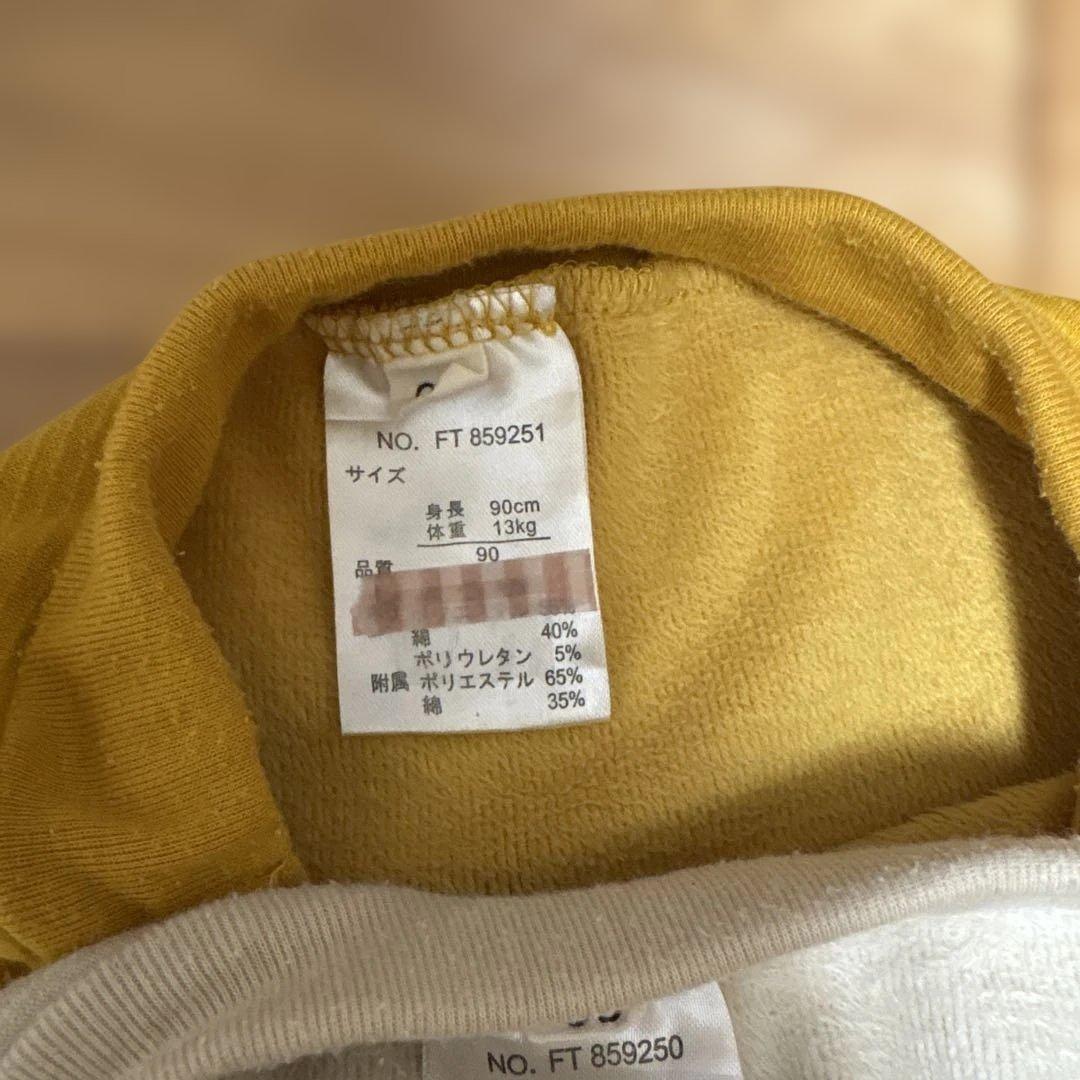 NO. FT 859251
サイズ
身長 90cm
体重 13kg
90
品質
綿 40%
ポリウレタン 5%
附属 ポリエステル 65%
綿 35%
NO. FT 859250